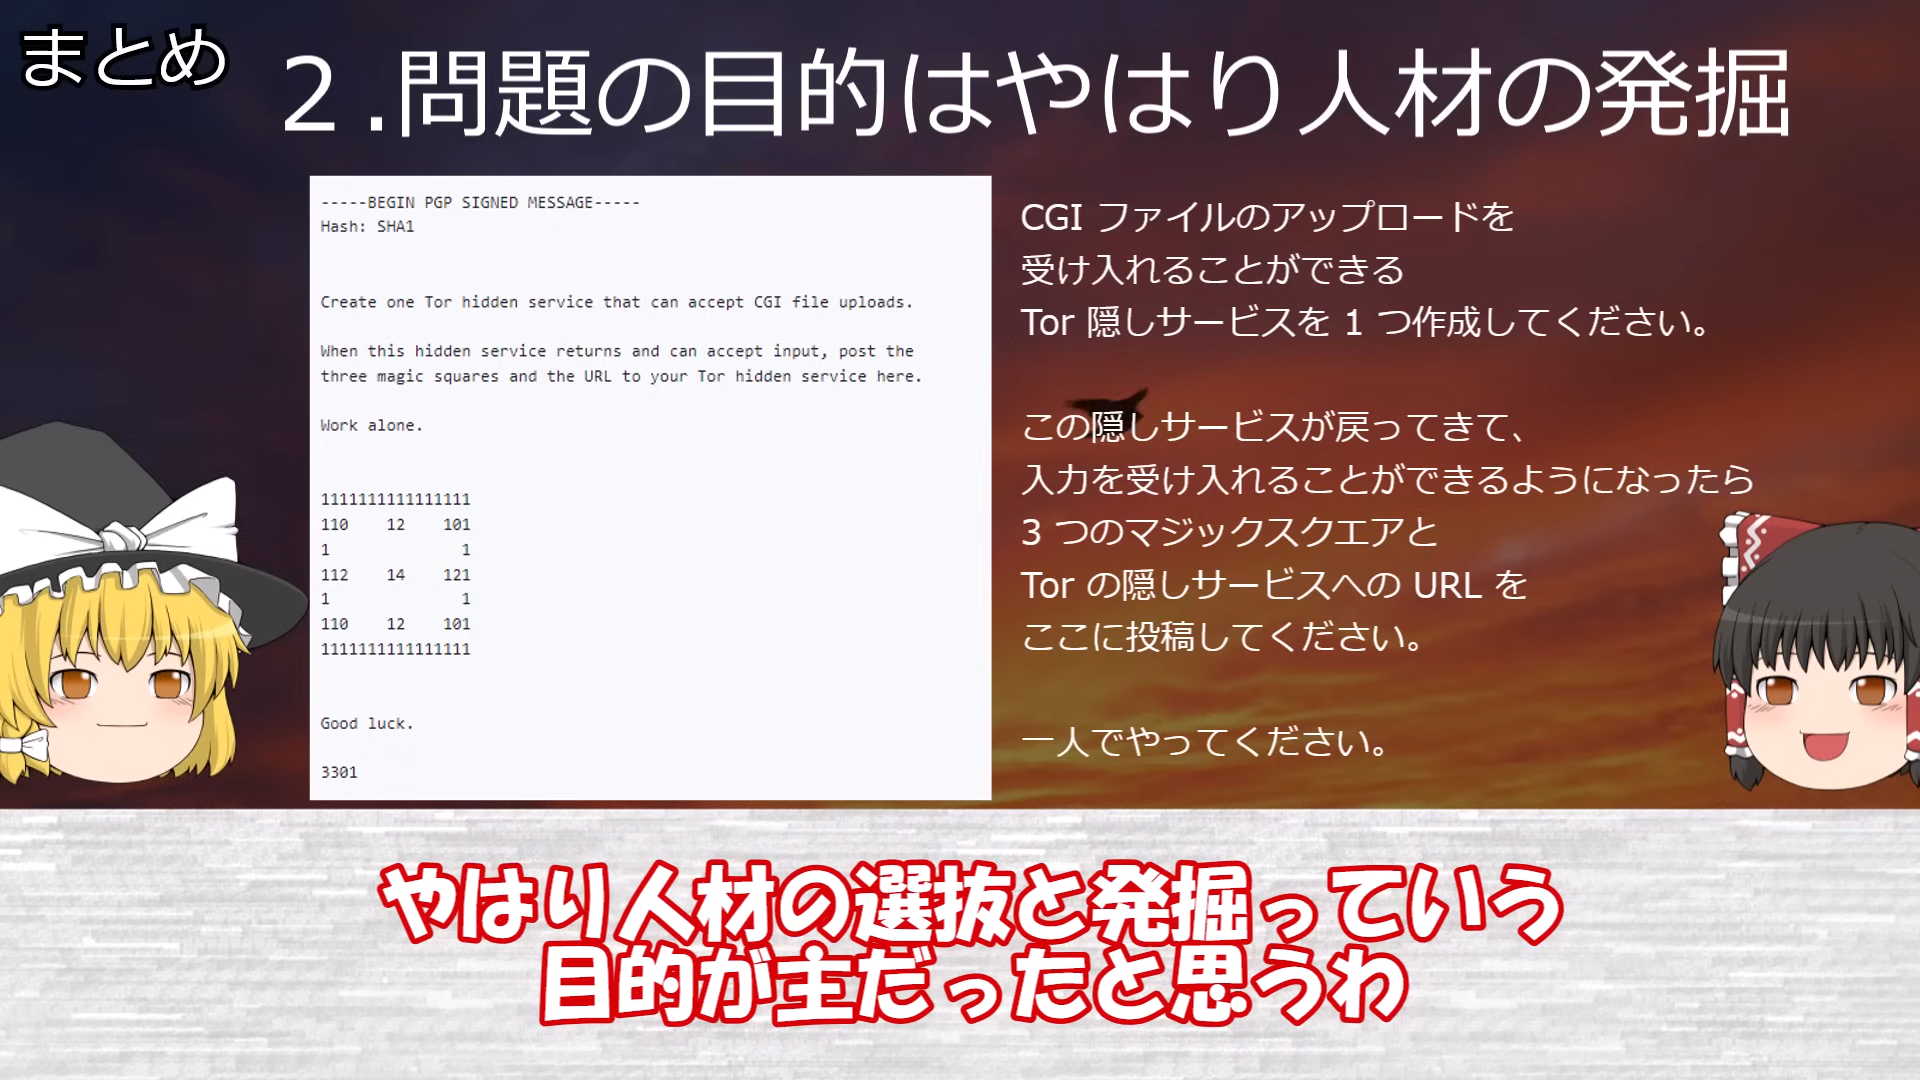 まとめ
２.問題の目的はやはり人材の発掘
-----BEGIN PGP SIGNED MESSAGE-----
Hash: SHA1
Create one Tor hidden service that can accept CGI file uploads.
When this hidden service returns and can accept input, post the
three magic squares and the URL to your Tor hidden service here.
Work alone.
1111111111111111
110    12    101
1              1
112    14    121
1              1
110    12    101
1111111111111111
Good luck.
3301
CGI ファイルのアップロードを
受け入れることができる
Tor 隠しサービスを 1 つ作成してください。
この隠しサービスが戻ってきて、
入力を受け入れることができるようになったら
3 つのマジックスクエアと
Tor の隠しサービスへの URL を
ここに投稿してください。
一人でやってください。
やはり人材の選抜と発掘っていう
目的が主だったと思うわ